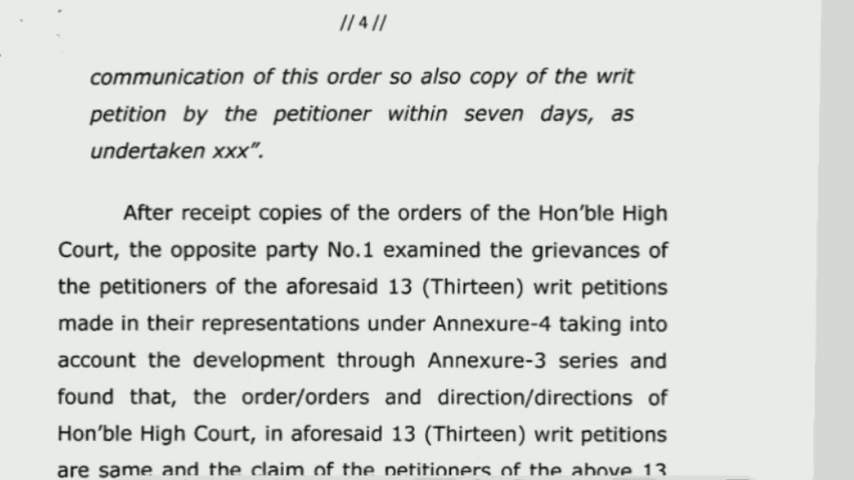 //4//
communication of this order so also copy of the writ
petition by the petitioner within seven days, as
undertaken xxx”.
After receipt copies of the orders of the Hon’ble High
Court, the opposite party No.1 examined the grievances of
the petitioners of the aforesaid 13 (Thirteen) writ petitions
made in their representations under Annexure-4 taking into
account the development through Annexure-3 series and
found that, the order/orders and direction/directions of
Hon’ble High Court, in aforesaid 13 (Thirteen) writ petitions
are same and the claim of the petitioners of the above 13